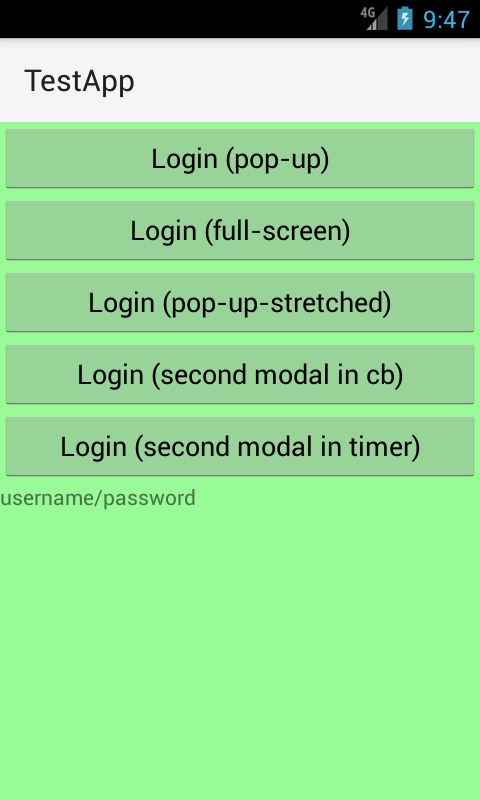 4G 9:47
TestApp
Login (pop-up)
Login (full-screen)
Login (pop-up-stretched)
Login (second modal in cb)
Login (second modal in timer)
username/password